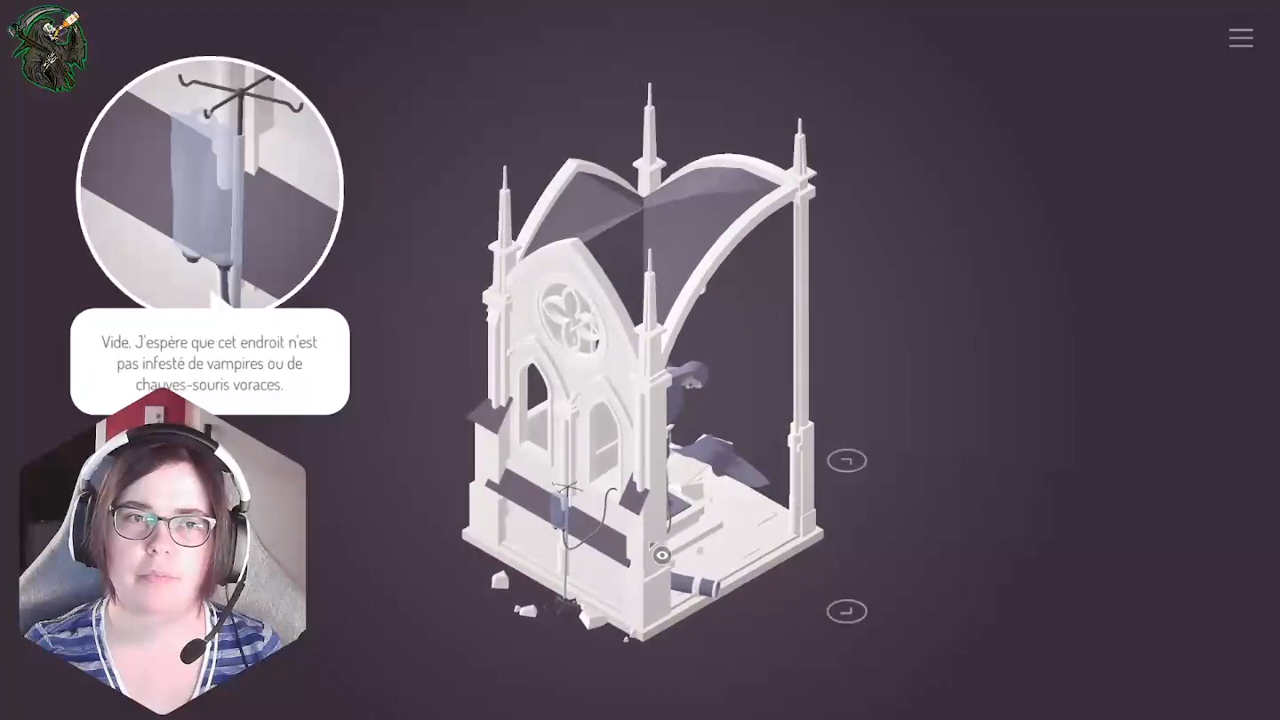 Vide. J'espère que cet endroit n'est
pas infesté de vampires ou de
chauves-souris voraces.